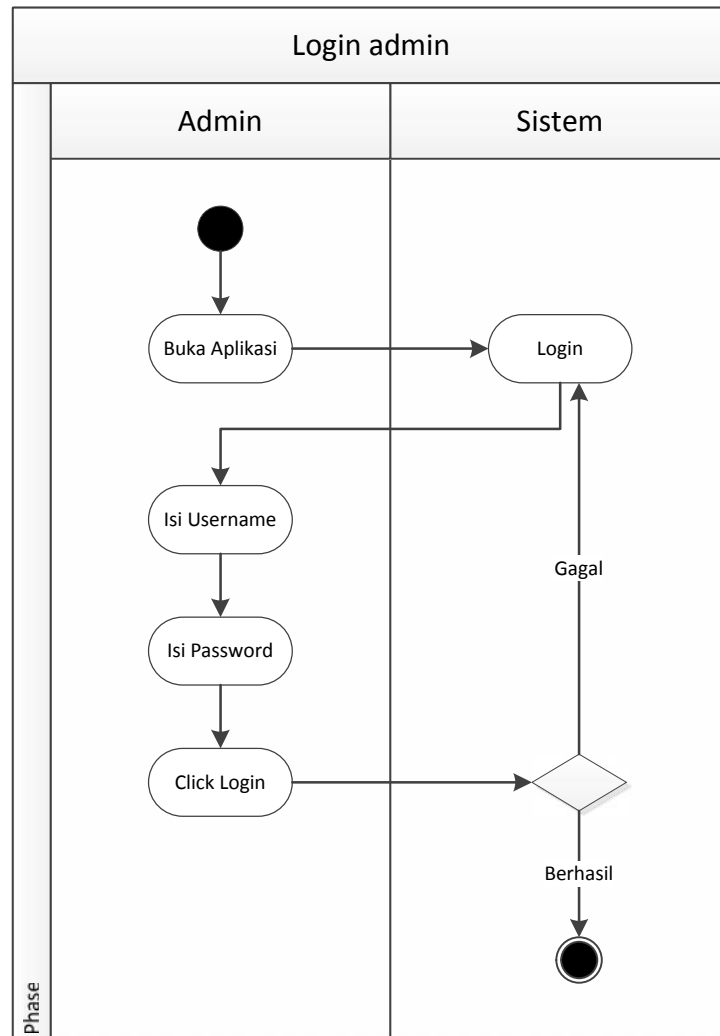 Login admin
Admin
Sistem
Buka Aplikasi
Login
Isi Username
Gagal
Isi Password
Click Login
Berhasil
Phase